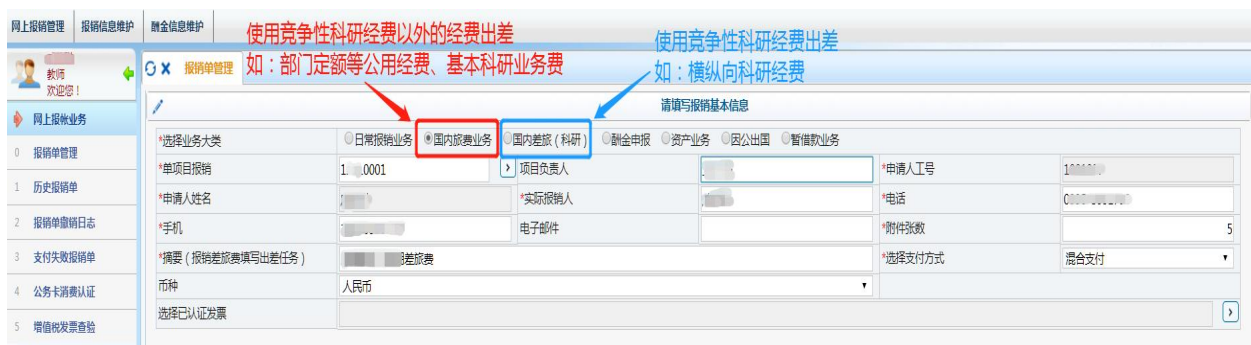 网上报销管理 报销信息维护 酬金信息维护
使用竞争性科研经费以外的经费出差
如：部门定额等公用经费、基本科研业务费
使用竞争性科研经费出差
如：横纵向科研经费
教师
欢迎您！
报销单管理
请填写报销基本信息
网上报帐业务
0 报销单管理
1 历史报销单
2 报销单撤销日志
3 支付失败报销单
4 公务卡消费认证
5 增值税发票查验
*选择业务大类 日常报销业务 国内旅费业务 国内差旅（科研） 酬金申报 资产业务 因公出国 暂借款业务
*单项目报销 0001 项目负责人 *申请人工号
*申请人姓名 *实际报销人 *电话
*手机 电子邮件 *附件张数 5
*摘要（报销差旅费填写出差任务） 差旅费 *选择支付方式 混合支付
币种 人民币
选择已认证发票